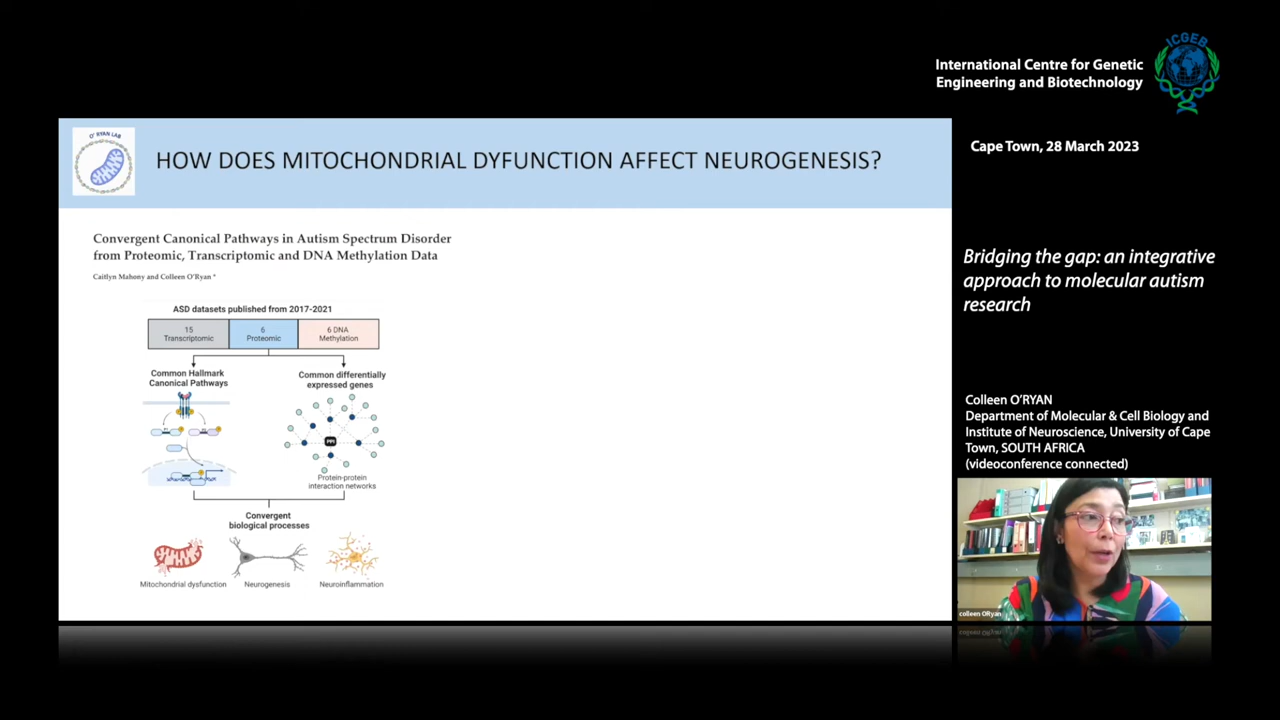 International Centre for Genetic
Engineering and Biotechnology
ICGEB
Cape Town, 28 March 2023
Bridging the gap: an integrative
approach to molecular autism
research
Colleen O'RYAN
Department of Molecular & Cell Biology and
Institute of Neuroscience, University of Cape
Town, SOUTH AFRICA
(videoconference connected)
colleen ORyan
O' RYAN LAB
HOW DOES MITOCHONDRIAL DYFUNCTION AFFECT NEUROGENESIS?
Convergent Canonical Pathways in Autism Spectrum Disorder
from Proteomic, Transcriptomic and DNA Methylation Data
Caitlyn Mahony and Colleen O'Ryan *
ASD datasets published from 2017-2021
15
Transcriptomic
6
Proteomic
6 DNA
Methylation
Common Hallmark
Canonical Pathways
Common differentially
expressed genes
PPI
Protein-protein
interaction networks
Convergent
biological processes
Mitochondrial dysfunction
Neurogenesis
Neuroinflammation